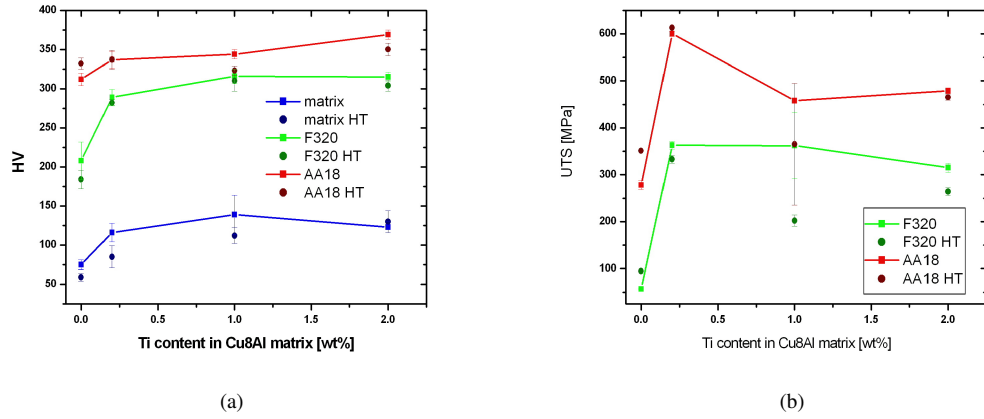 400
350
300
250
200
150
100
50
HV
matrix
matrix HT
F320
F320 HT
AA18
AA18 HT
0.0 0.5 1.0 1.5 2.0
Ti content in Cu8Al matrix [wt%]
(a)
600
500
400
300
200
100
UTS [MPa]
F320
F320 HT
AA18
AA18 HT
0.0 0.5 1.0 1.5 2.0
Ti content in Cu8Al matrix [wt%]
(b)